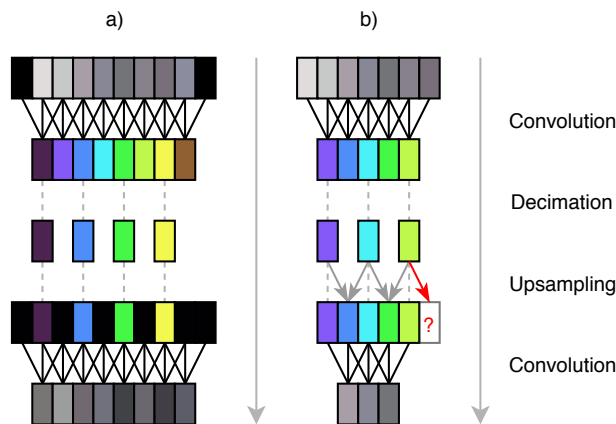 a)
b)
Convolution
Decimation
Upsampling
?
Convolution